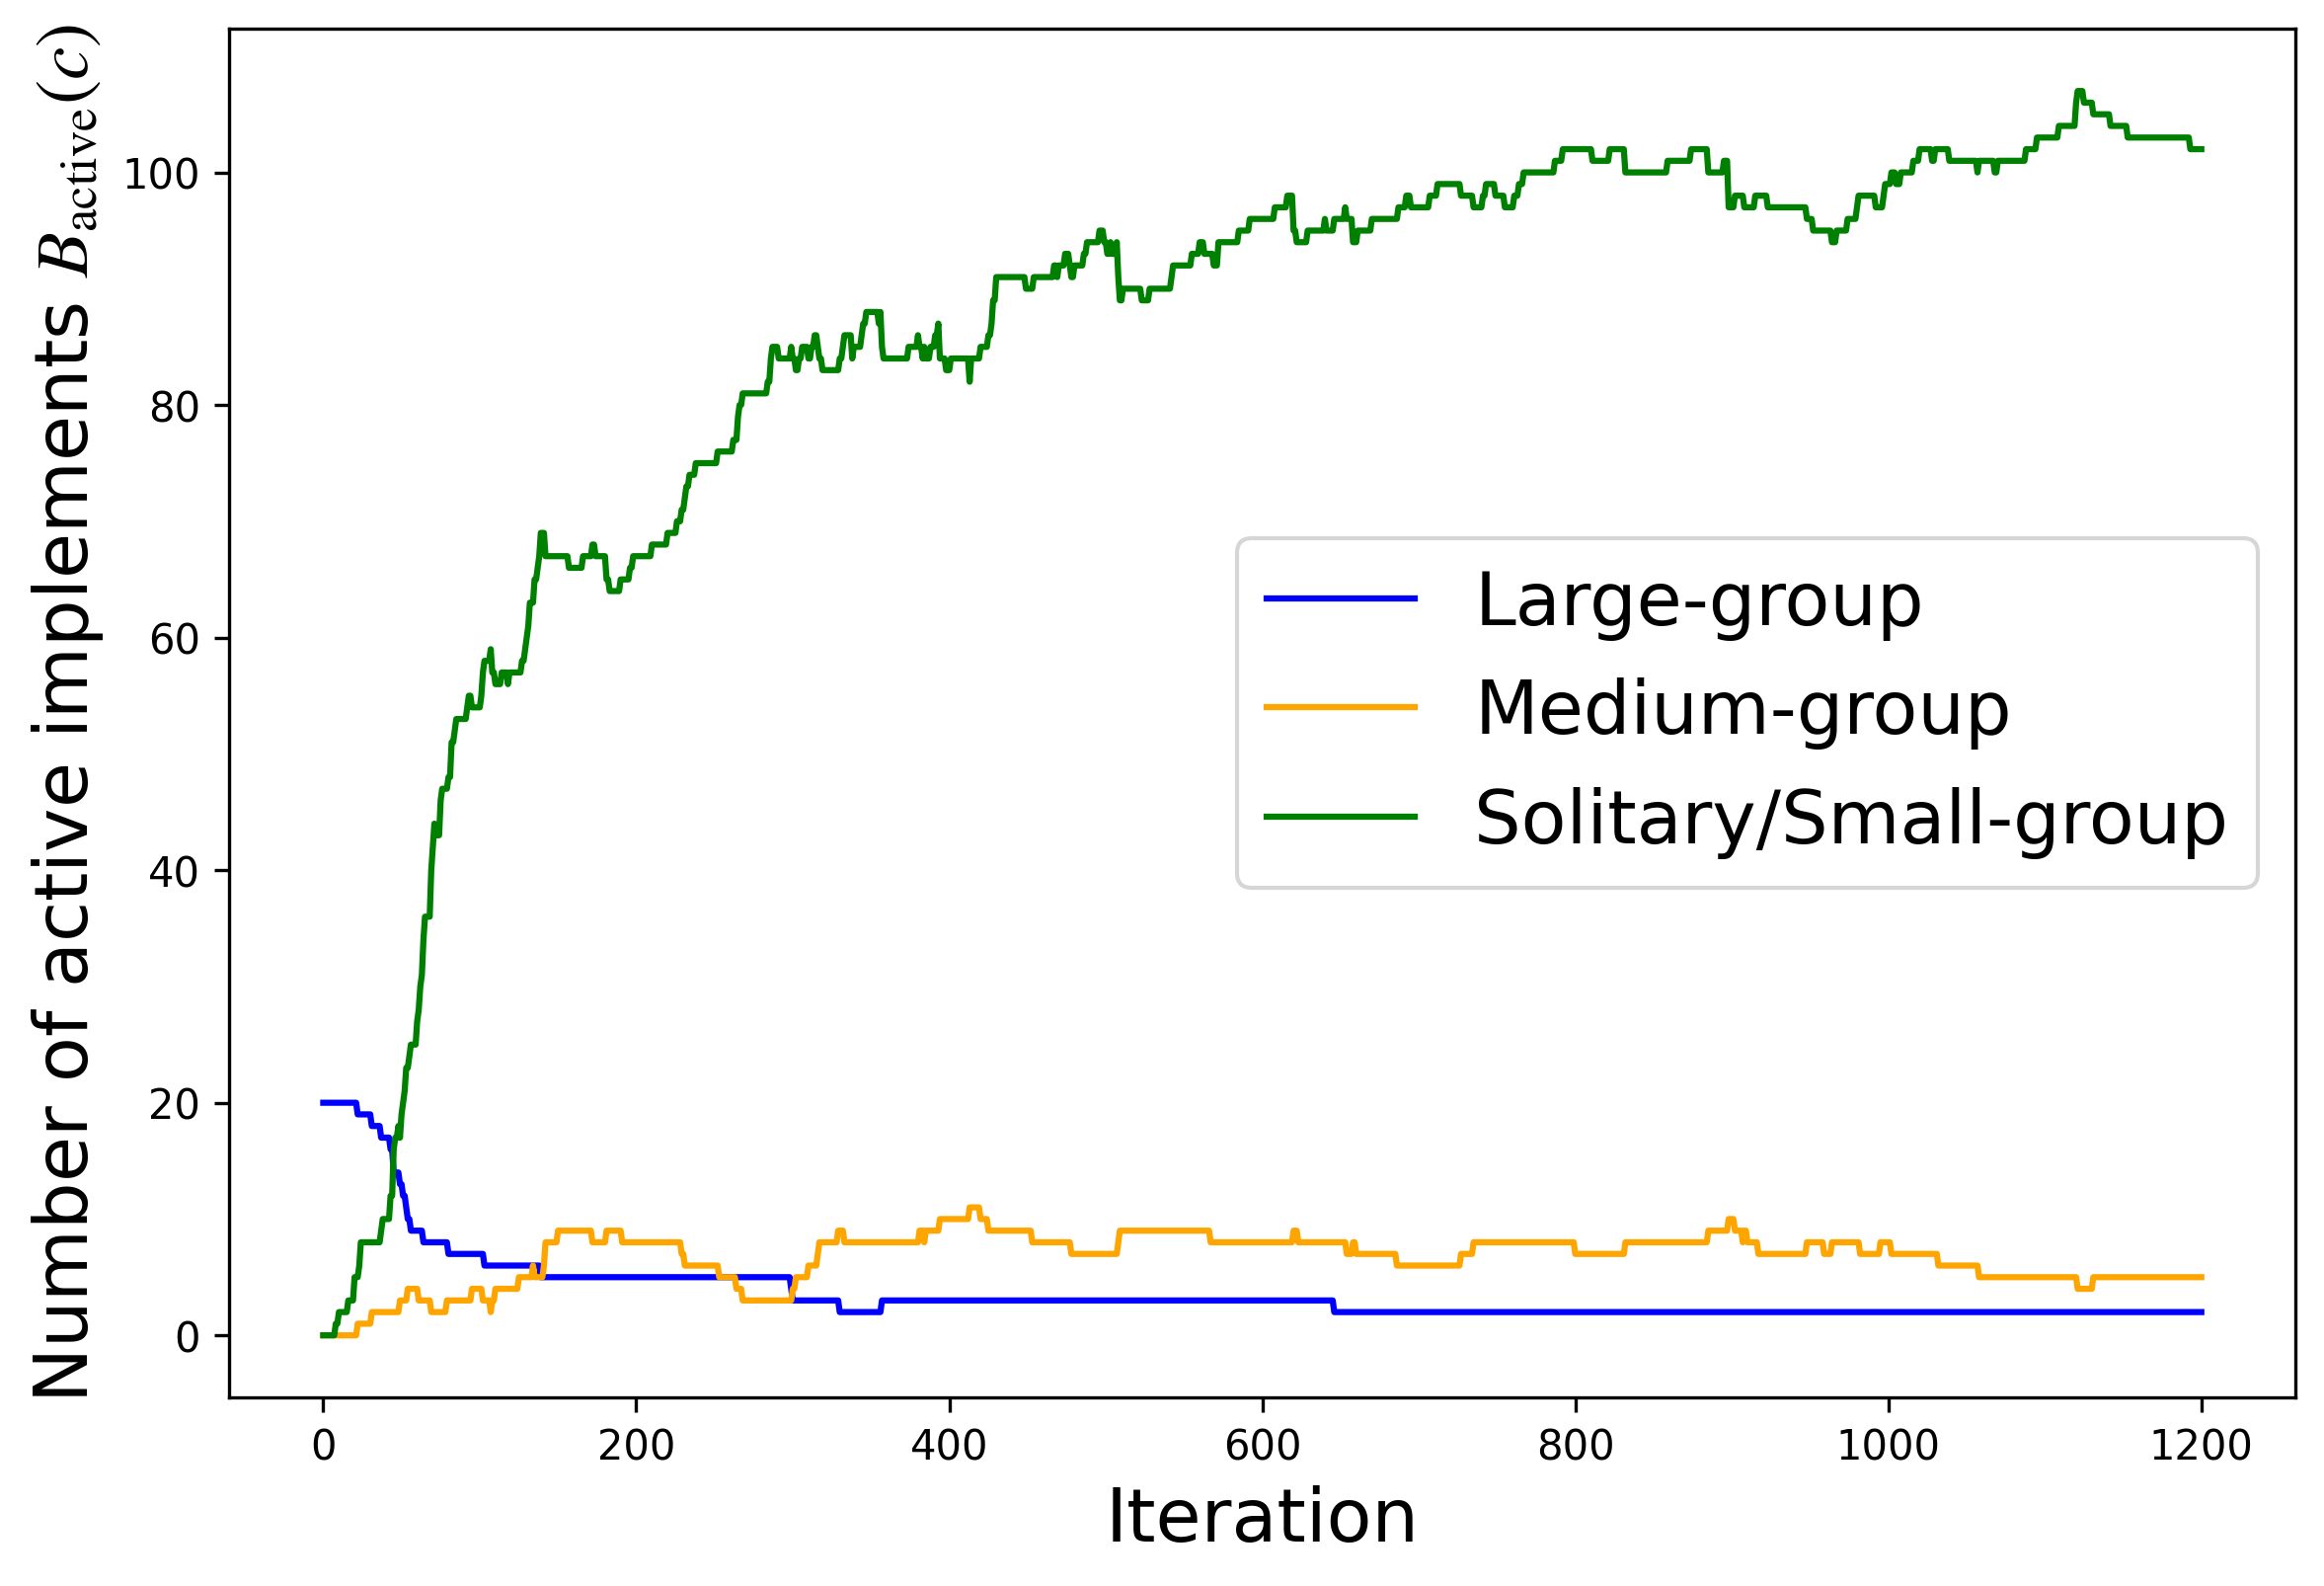 Number of active implements B_active(c)
100
80
60
40
20
0
Large-group
Medium-group
Solitary/Small-group
0 200 400 600 800 1000 1200
Iteration